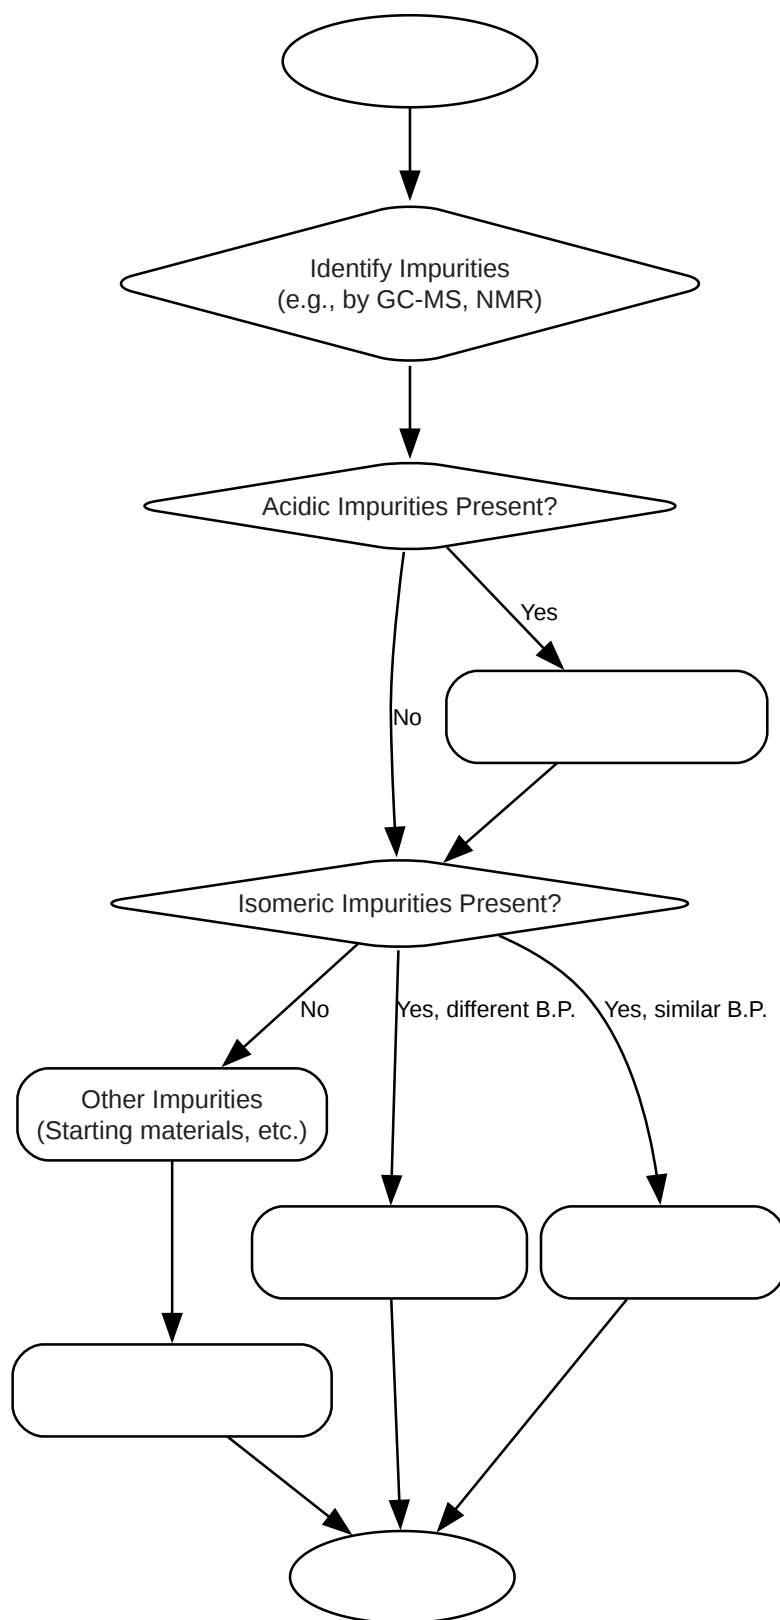 Identify Impurities
(e.g., by GC-MS, NMR)
Acidic Impurities Present?
Yes
No
Isomeric Impurities Present?
No
Yes, different B.P.
Yes, similar B.P.
Other Impurities
(Starting materials, etc.)